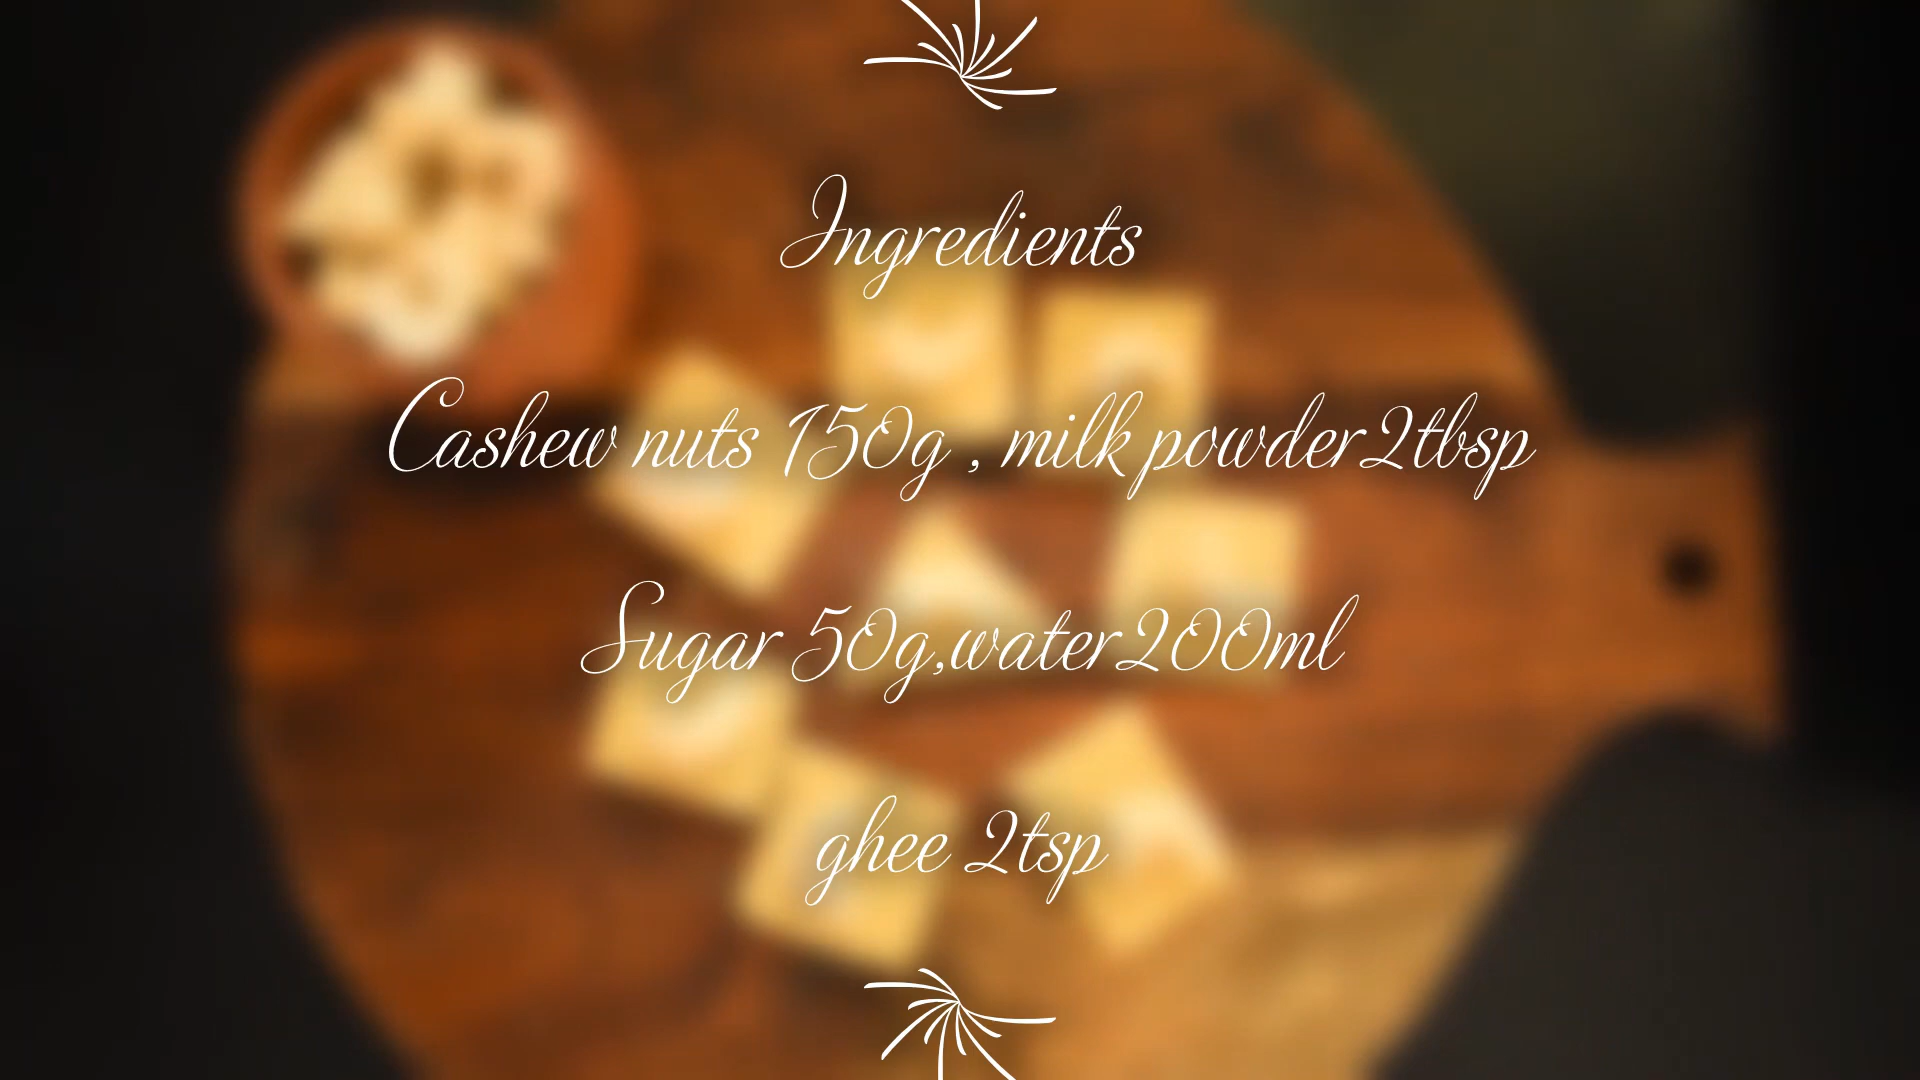 Ingredients
Cashew nuts 150g , milk powder2tbsp
Sugar 50g,water200ml
ghee 2tsp